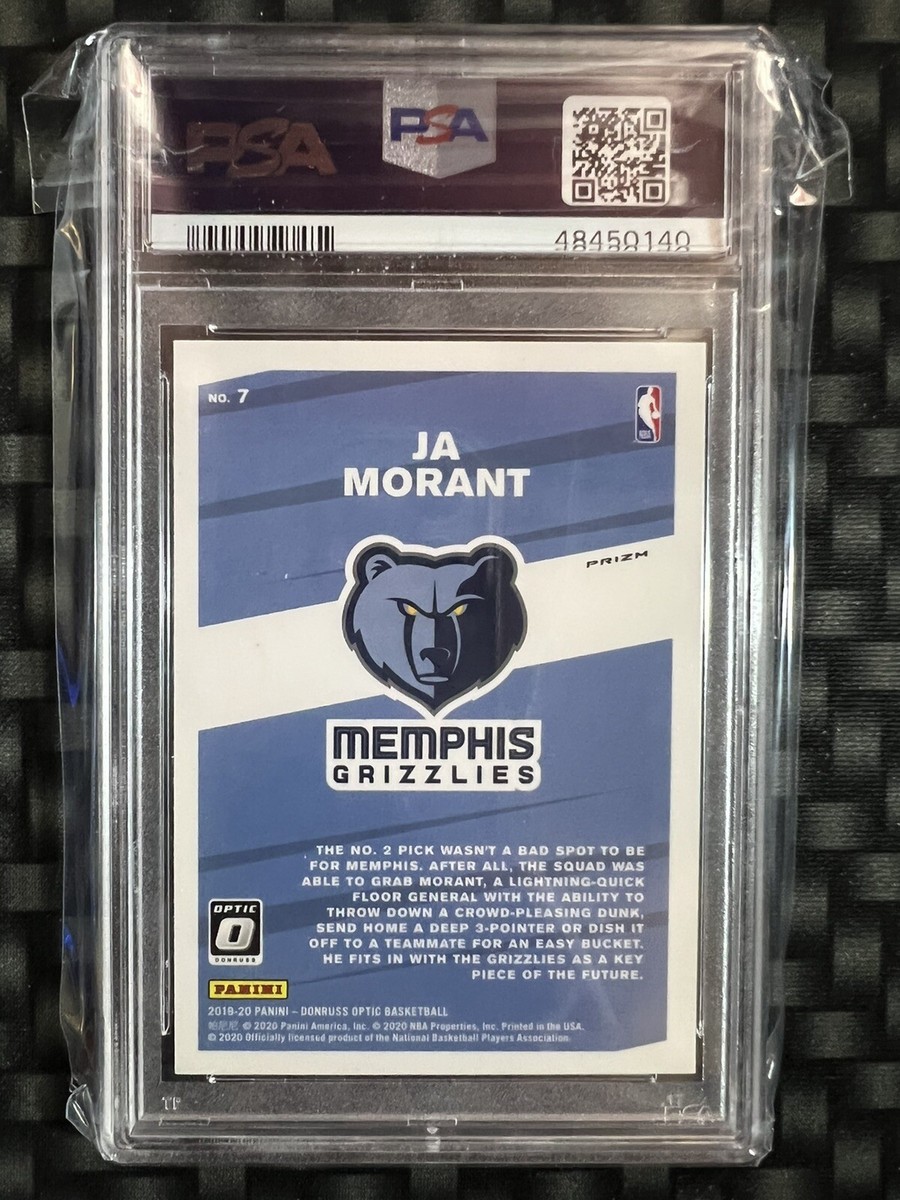 PSA
PSA
48450140
NO. 7
JA
MORANT
PRIZM
MEMPHIS
GRIZZLIES
THE NO. 2 PICK WASN'T A BAD SPOT TO BE
FOR MEMPHIS. AFTER ALL, THE SQUAD WAS
ABLE TO GRAB MORANT, A LIGHTNING-QUICK
FLOOR GENERAL WITH THE ABILITY TO
THROW DOWN A CROWD-PLEASING DUNK,
SEND HOME A DEEP 3-POINTER OR DISH IT
OFF TO A TEAMMATE FOR AN EASY BUCKET.
HE FITS IN WITH THE GRIZZLIES AS A KEY
PIECE OF THE FUTURE.
OPTIC
DONRUSS
PANINI
2019-20 PANINI – DONRUSS OPTIC BASKETBALL
帕尼尼 © 2020 Panini America, Inc. © 2020 NBA Properties, Inc. Printed in the USA.
© 2020 Officially licensed product of the National Basketball Players Association.
PSA